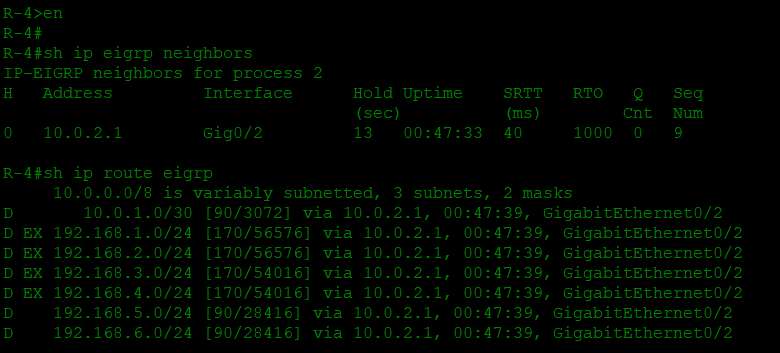 R-4>en
R-4#
R-4#sh ip eigrp neighbors
IP-EIGRP neighbors for process 2
H   Address         Interface      Hold Uptime    SRTT   RTO   Q   Seq
                                   (sec)          (ms)        Cnt  Num
0   10.0.2.1        Gig0/2         13   00:47:33  40     1000  0   9
R-4#sh ip route eigrp
     10.0.0.0/8 is variably subnetted, 3 subnets, 2 masks
D       10.0.1.0/30 [90/3072] via 10.0.2.1, 00:47:39, GigabitEthernet0/2
D EX 192.168.1.0/24 [170/56576] via 10.0.2.1, 00:47:39, GigabitEthernet0/2
D EX 192.168.2.0/24 [170/56576] via 10.0.2.1, 00:47:39, GigabitEthernet0/2
D EX 192.168.3.0/24 [170/54016] via 10.0.2.1, 00:47:39, GigabitEthernet0/2
D EX 192.168.4.0/24 [170/54016] via 10.0.2.1, 00:47:39, GigabitEthernet0/2
D    192.168.5.0/24 [90/28416] via 10.0.2.1, 00:47:39, GigabitEthernet0/2
D    192.168.6.0/24 [90/28416] via 10.0.2.1, 00:47:39, GigabitEthernet0/2